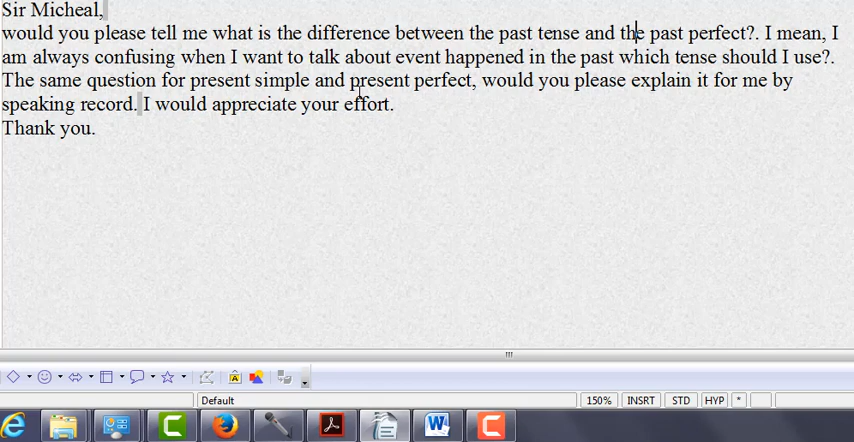 Sir Micheal,
would you please tell me what is the difference between the past tense and the past perfect?. I mean, I
am always confusing when I want to talk about event happened in the past which tense should I use?.
The same question for present simple and present perfect, would you please explain it for me by
speaking record. I would appreciate your effort.
Thank you.
Default 150% INSRT STD HYP *